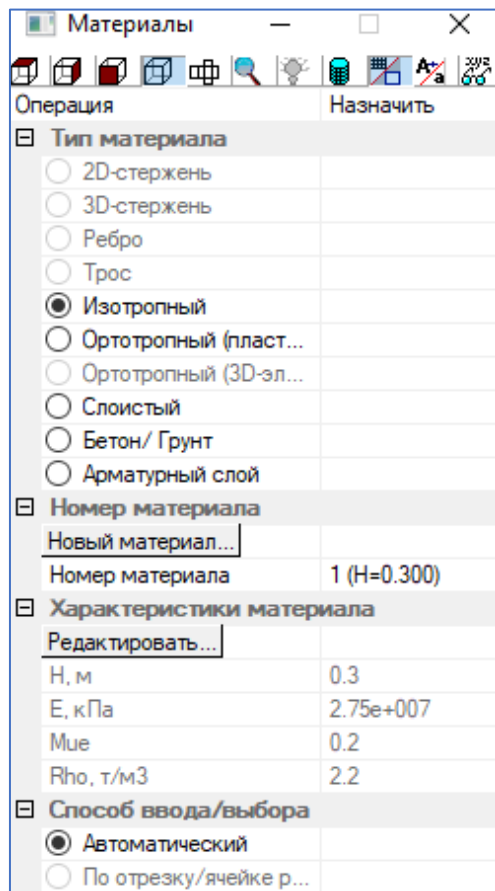 Материалы
Операция Назначить
Тип материала
2D-стержень
3D-стержень
Ребро
Трос
Изотропный
Ортотропный (пласт...
Ортотропный (3D-эл...
Слоистый
Бетон/ Грунт
Арматурный слой
Номер материала
Новый материал...
Номер материала 1 (H=0.300)
Характеристики материала
Редактировать...
H, м 0.3
E, кПа 2.75e+007
Mue 0.2
Rho, т/м3 2.2
Способ ввода/выбора
Автоматический
По отрезку/ячейке р...